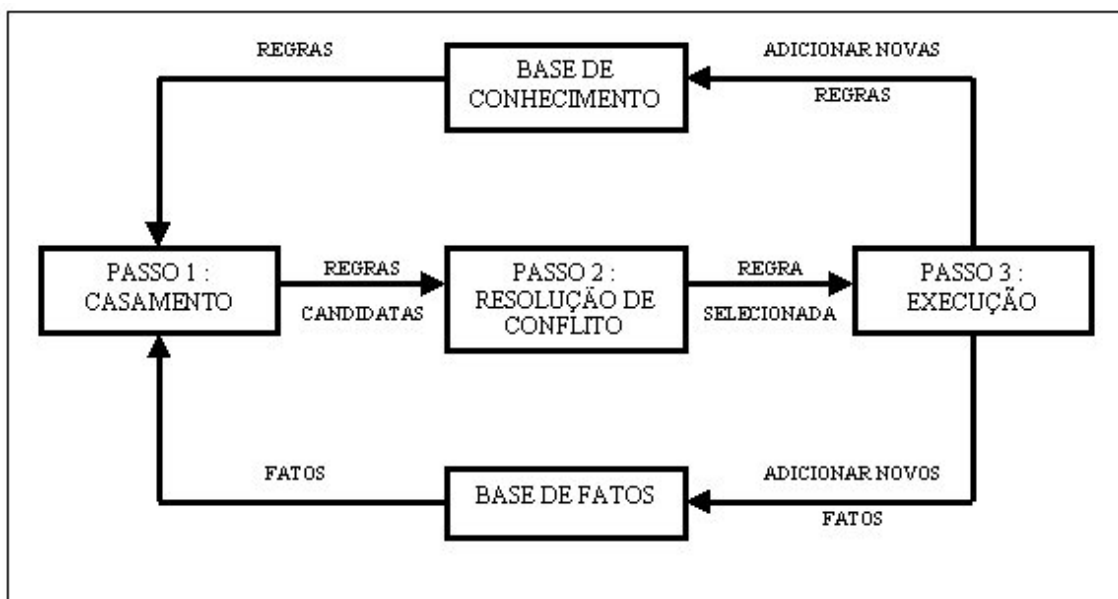 REGRAS
BASE DE
CONHECIMENTO
ADICIONAR NOVAS
REGRAS
PASSO 1 :
CASAMENTO
REGRAS
CANDIDATAS
PASSO 2 :
RESOLUÇÃO DE
CONFLITO
REGRA
SELECIONADA
PASSO 3 :
EXECUÇÃO
FATOS
BASE DE FATOS
ADICIONAR NOVOS
FATOS